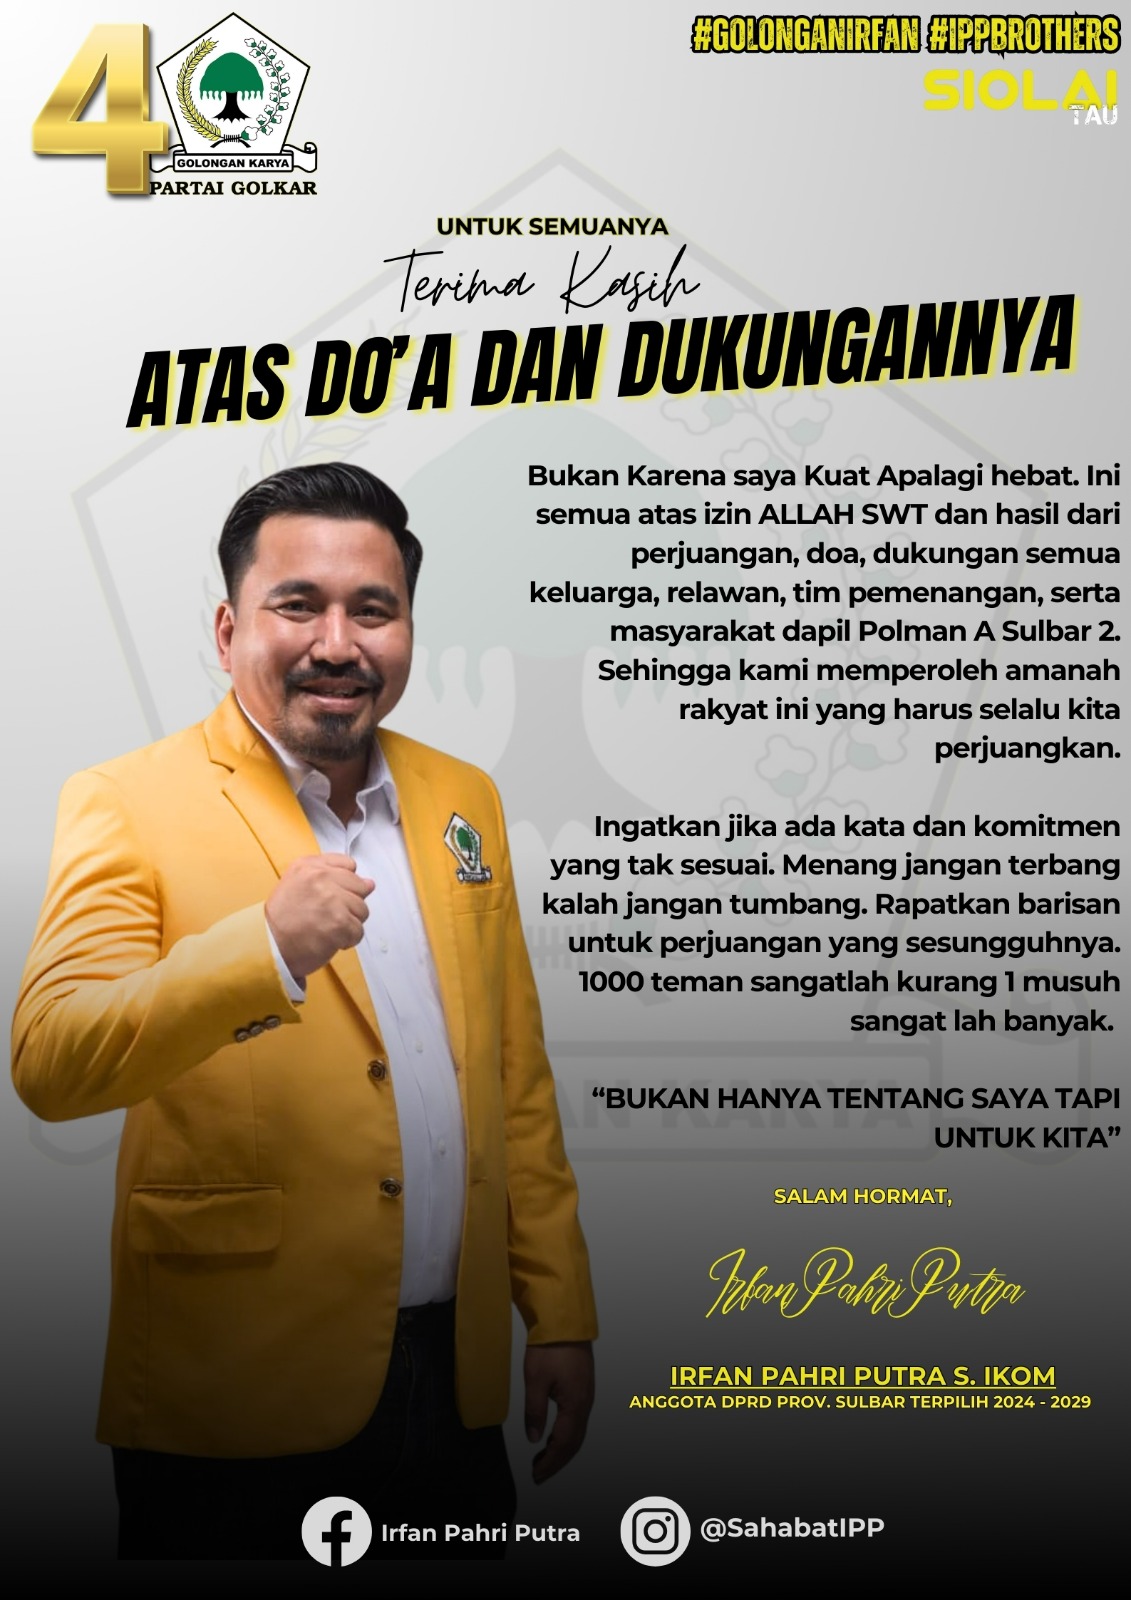 4
GOLONGAN KARYA
PARTAI GOLKAR
#GOLONGANIRFAN #IPPBROTHERS
SIOLAI
TAU
UNTUK SEMUANYA
Terima Kasih
ATAS DO'A DAN DUKUNGANNYA
Bukan Karena saya Kuat Apalagi hebat. Ini
semua atas izin ALLAH SWT dan hasil dari
perjuangan, doa, dukungan semua
keluarga, relawan, tim pemenangan, serta
masyarakat dapil Polman A Sulbar 2.
Sehingga kami memperoleh amanah
rakyat ini yang harus selalu kita
perjuangkan.
Ingatkan jika ada kata dan komitmen
yang tak sesuai. Menang jangan terbang
kalah jangan tumbang. Rapatkan barisan
untuk perjuangan yang sesungguhnya.
1000 teman sangatlah kurang 1 musuh
sangat lah banyak.
“BUKAN HANYA TENTANG SAYA TAPI
UNTUK KITA”
SALAM HORMAT,
Irfan Pahri Putra
IRFAN PAHRI PUTRA S. IKOM
ANGGOTA DPRD PROV. SULBAR TERPILIH 2024 - 2029
Irfan Pahri Putra
@SahabatIPP